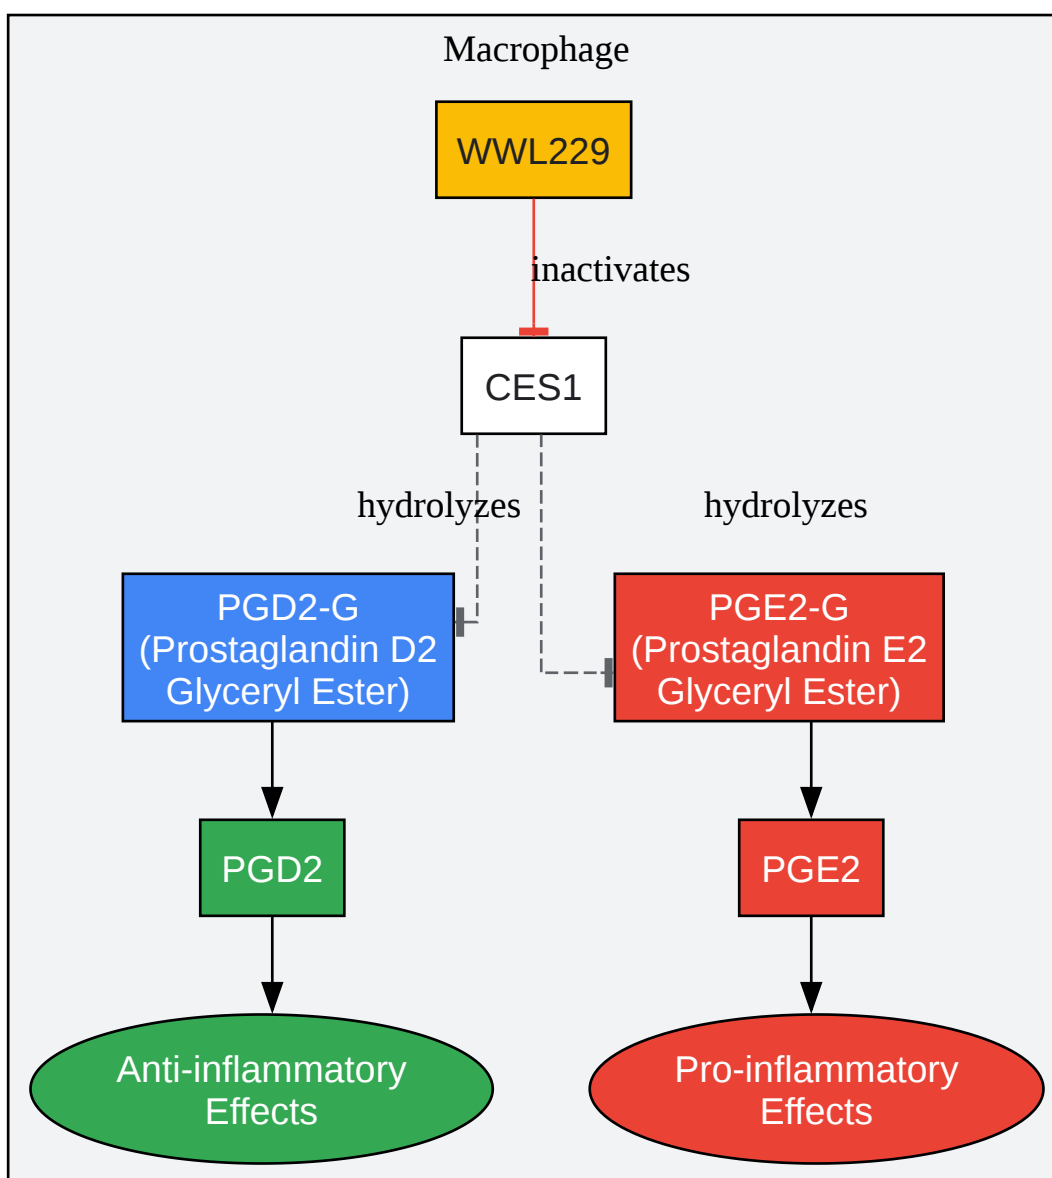 Macrophage
WWL229
inactivates
CES1
hydrolyzes
hydrolyzes
PGD2-G
(Prostaglandin D2
Glyceryl Ester)
PGE2-G
(Prostaglandin E2
Glyceryl Ester)
PGD2
PGE2
Anti-inflammatory
Effects
Pro-inflammatory
Effects